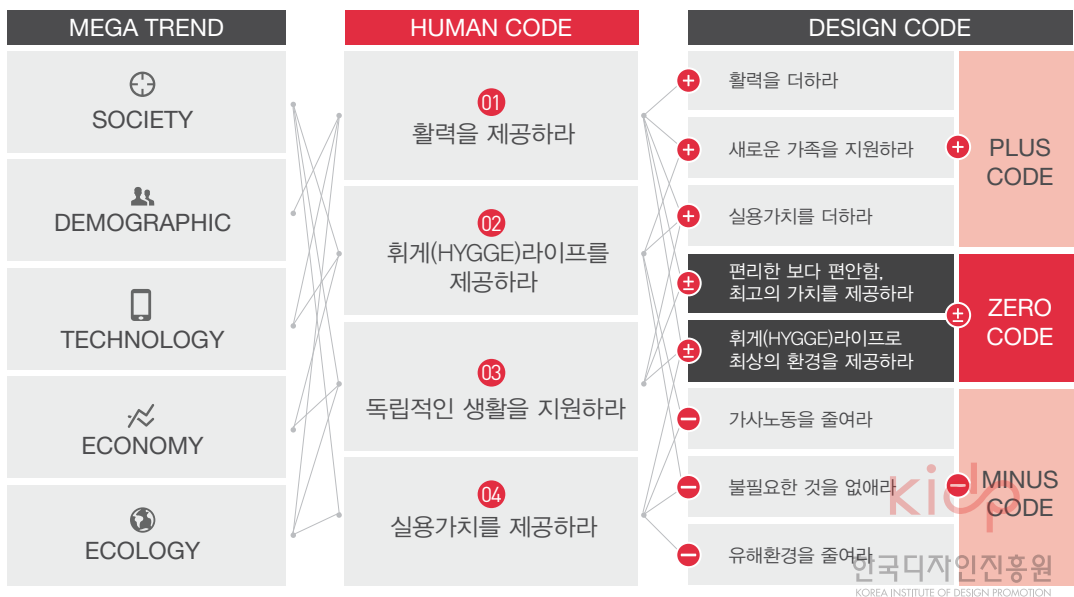 MEGA TREND
SOCIETY
DEMOGRAPHIC
TECHNOLOGY
ECONOMY
ECOLOGY
HUMAN CODE
01
활력을 제공하라
02
휘게(HYGGE)라이프를
제공하라
03
독립적인 생활을 지원하라
04
실용가치를 제공하라
DESIGN CODE
활력을 더하라
새로운 가족을 지원하라
실용가치를 더하라
PLUS
CODE
편리한 보다 편안함,
최고의 가치를 제공하라
휘게(HYGGE)라이프로
최상의 환경을 제공하라
ZERO
CODE
가사노동을 줄여라
불필요한 것을 없애라
유해환경을 줄여라
MINUS
CODE
kidp
한국디자인진흥원
KOREA INSTITUTE OF DESIGN PROMOTION